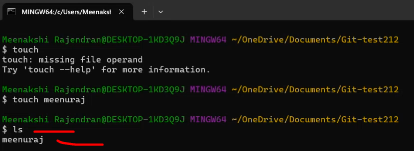 MINGW64:/c/Users/Meenaksl
Meenakshi Rajendran@DESKTOP-1KD3Q9J MINGW64 ~/OneDrive/Documents/Git-test212
$ touch
touch: missing file operand
Try 'touch --help' for more information.
Meenakshi Rajendran@DESKTOP-1KD3Q9J MINGW64 ~/OneDrive/Documents/Git-test212
$ touch meenuraj
Meenakshi Rajendran@DESKTOP-1KD3Q9J MINGW64 ~/OneDrive/Documents/Git-test212
$ ls
meenuraj